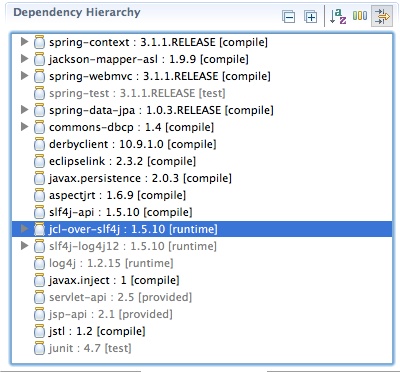 Dependency Hierarchy
spring-context : 3.1.1.RELEASE [compile]
jackson-mapper-asl : 1.9.9 [compile]
spring-webmvc : 3.1.1.RELEASE [compile]
spring-test : 3.1.1.RELEASE [test]
spring-data-jpa : 1.0.3.RELEASE [compile]
commons-dbcp : 1.4 [compile]
derbyclient : 10.9.1.0 [compile]
eclipselink : 2.3.2 [compile]
javax.persistence : 2.0.3 [compile]
aspectjrt : 1.6.9 [compile]
slf4j-api : 1.5.10 [compile]
jcl-over-slf4j : 1.5.10 [runtime]
slf4j-log4j12 : 1.5.10 [runtime]
log4j : 1.2.15 [runtime]
javax.inject : 1 [compile]
servlet-api : 2.5 [provided]
jsp-api : 2.1 [provided]
jstl : 1.2 [compile]
junit : 4.7 [test]